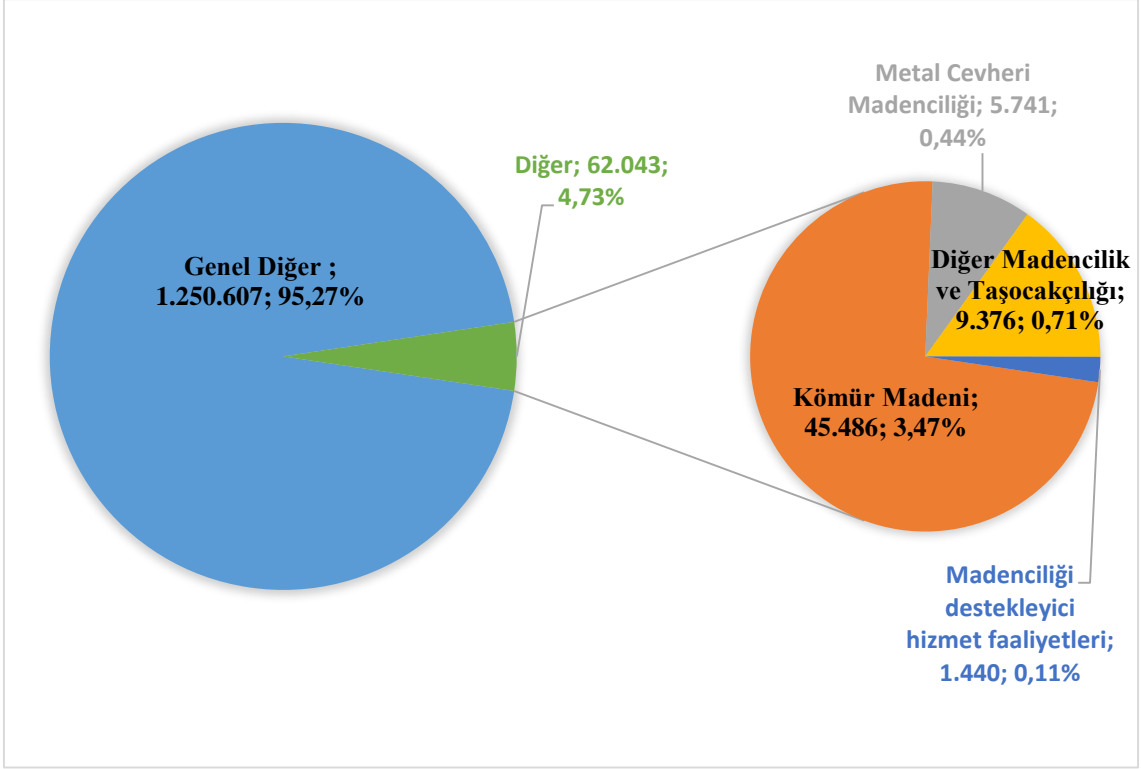 Genel Diğer ;
1.250.607; 95,27%
Diğer; 62.043;
4,73%
Metal Cevheri
Madenciliği; 5.741;
0,44%
Diğer Madencilik
ve Taşocakçılığı;
9.376; 0,71%
Kömür Madeni;
45.486; 3,47%
Madenciliği
destekleyici
hizmet faaliyetleri;
1.440; 0,11%